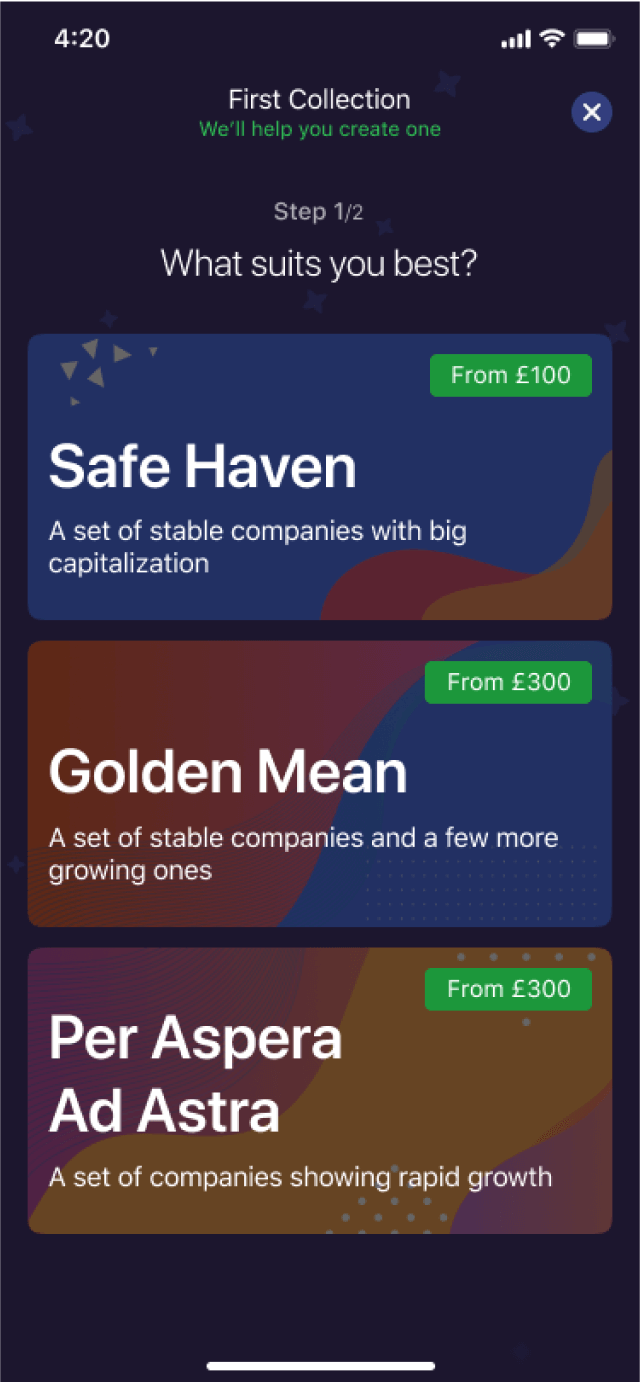 4:20
First Collection
We'll help you create one
Step 1/2
What suits you best?
From £100
Safe Haven
A set of stable companies with big
capitalization
From £300
Golden Mean
A set of stable companies and a few more
growing ones
From £300
Per Aspera
Ad Astra
A set of companies showing rapid growth